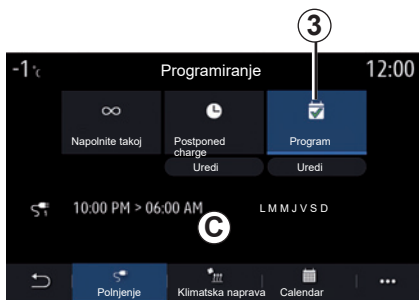 3
-1°c Programiranje 12:00
Napolnite takoj
Postponed
charge
Program
Uredi
Uredi
10:00 PM > 06:00 AM L M M J V S D
C
Polnjenje Klimatska naprava Calendar